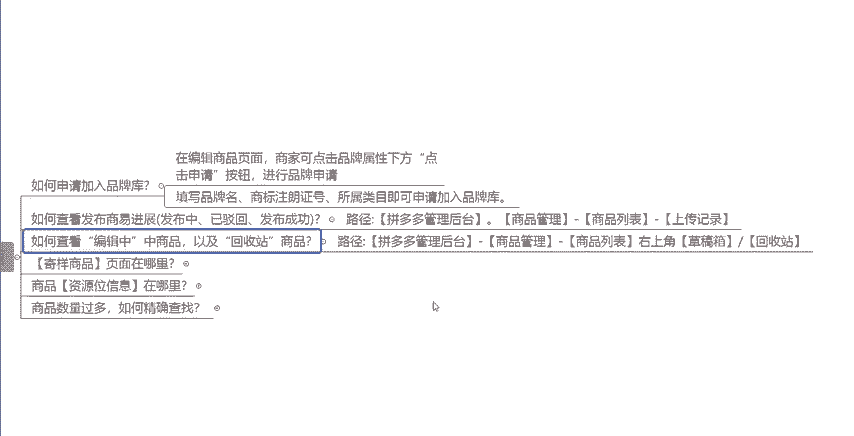 在编辑商品页面，商家可点击品牌属性下方“点
击申请”按钮，进行品牌申请
如何申请加入品牌库？
填写品牌名、商标注册证号、所属类目即可申请加入品牌库。
如何查看发布商易进展(发布中、已驳回、发布成功)？ 路径:【拼多多管理后台】。【商品管理】-【商品列表】-【上传记录】
如何查看“编辑中”中商品，以及“回收站”商品？ 路径:【拼多多管理后台】-【商品管理】-【商品列表】右上角【草稿箱】/【回收站】
【寄样商品】页面在哪里？
商品【资源位信息】在哪里？
商品数量过多，如何精确查找？